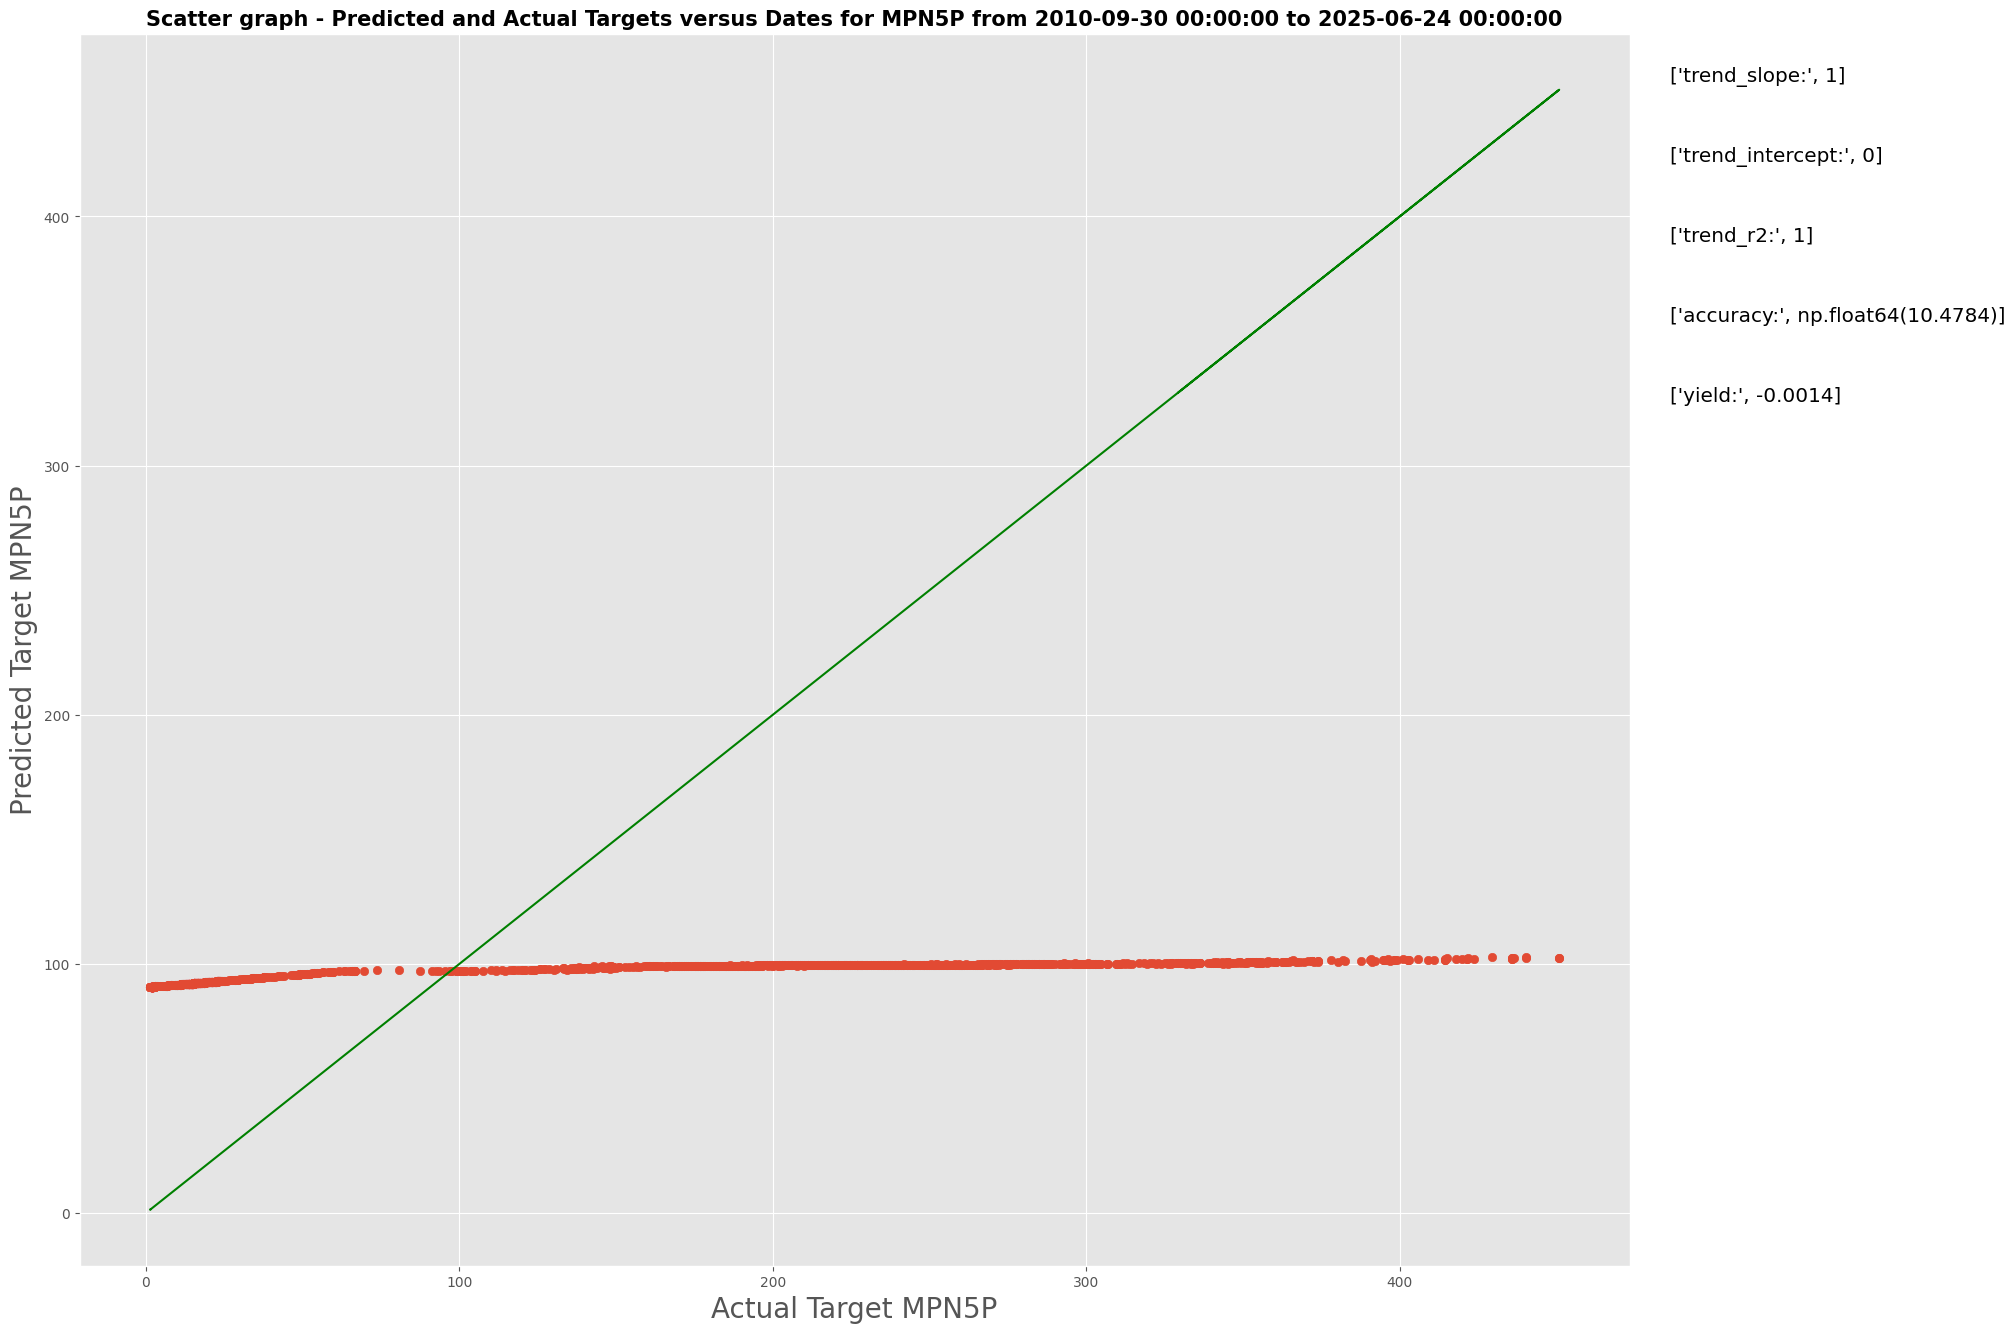 Scatter graph - Predicted and Actual Targets versus Dates for MPN5P from 2010-09-30 00:00:00 to 2025-06-24 00:00:00
['trend_slope:', 1]
['trend_intercept:', 0]
['trend_r2:', 1]
['accuracy:', np.float64(10.4784)]
['yield:', -0.0014]
Predicted Target MPN5P
400
300
200
100
0
0 100 200 300 400
Actual Target MPN5P